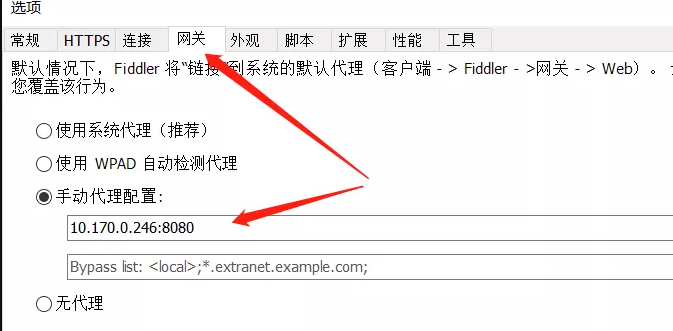 选项
常规 HTTPS 连接 网关 外观 脚本 扩展 性能 工具
默认情况下，Fiddler 将“链接”到系统的默认代理（客户端 - > Fiddler - >网关 - > Web）。
您覆盖该行为。
使用系统代理（推荐）
使用 WPAD 自动检测代理
手动代理配置:
10.170.0.246:8080
Bypass list: <local>;*.extranet.example.com;
无代理